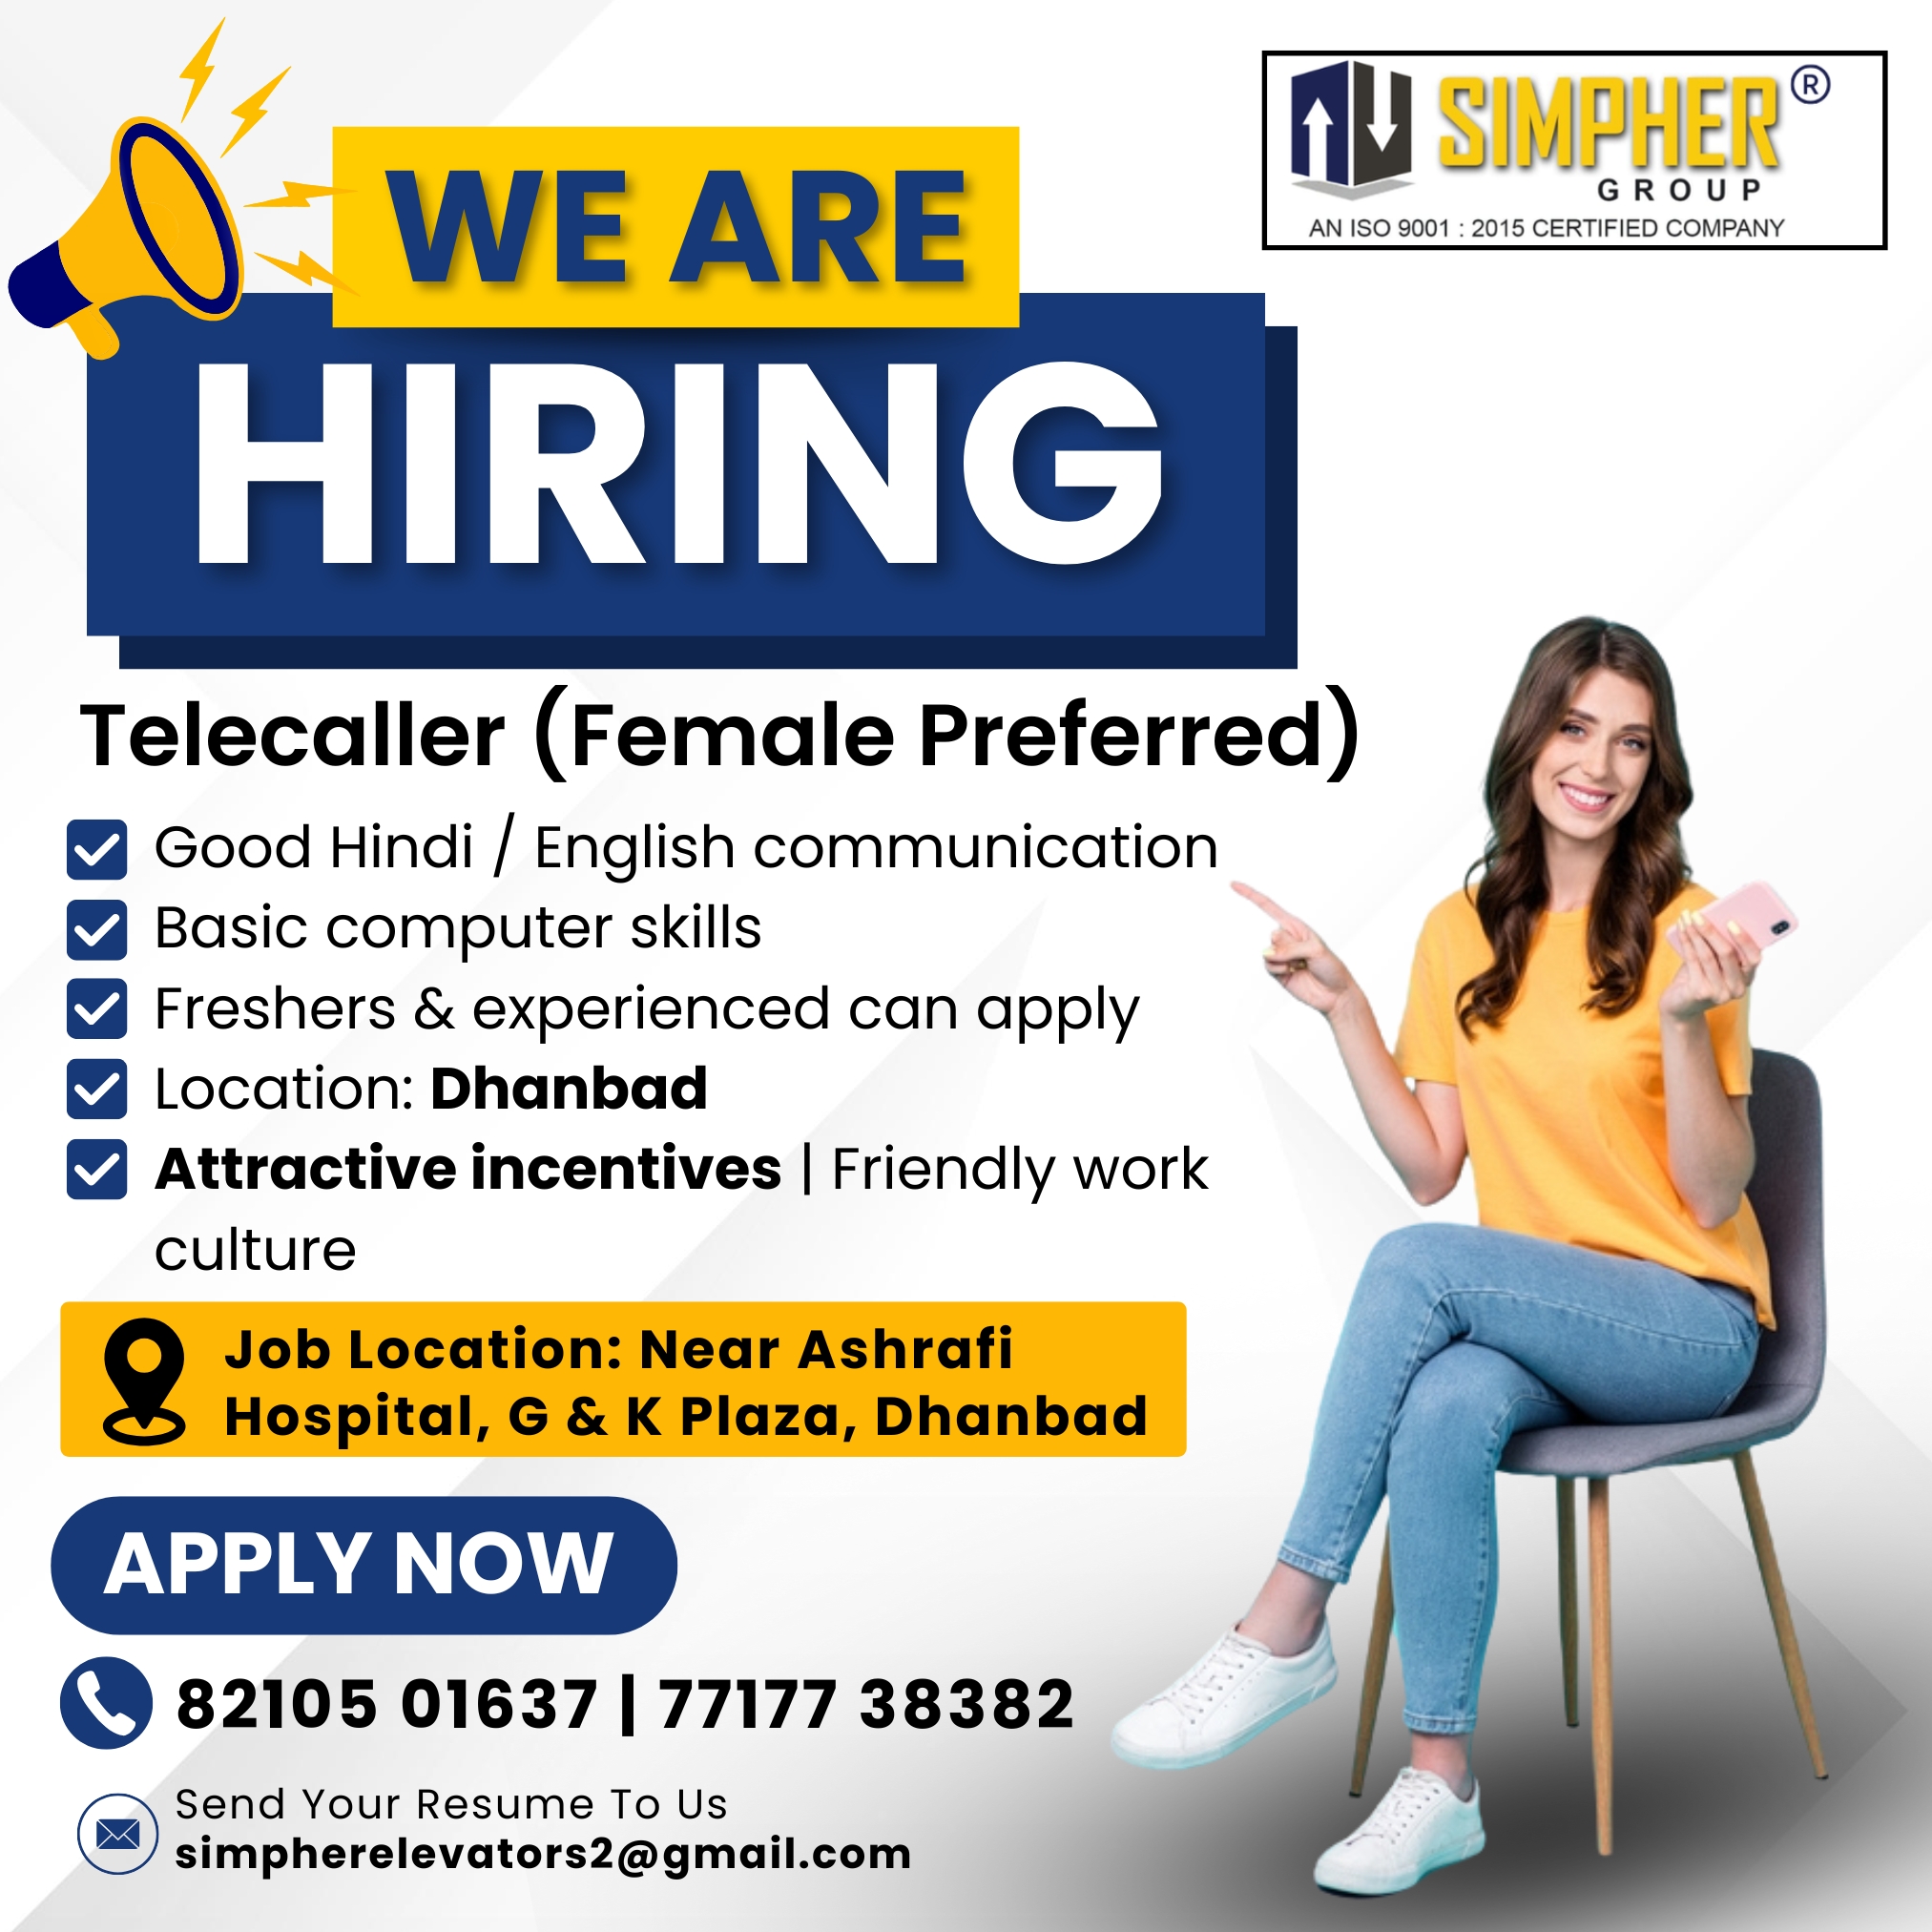 SIMPHER ®
GROUP
AN ISO 9001 : 2015 CERTIFIED COMPANY
WE ARE
HIRING
Telecaller (Female Preferred)
Good Hindi / English communication
Basic computer skills
Freshers & experienced can apply
Location: Dhanbad
Attractive incentives | Friendly work
culture
Job Location: Near Ashrafi
Hospital, G & K Plaza, Dhanbad
APPLY NOW
82105 01637 | 77177 38382
Send Your Resume To Us
simpherelevators2@gmail.com